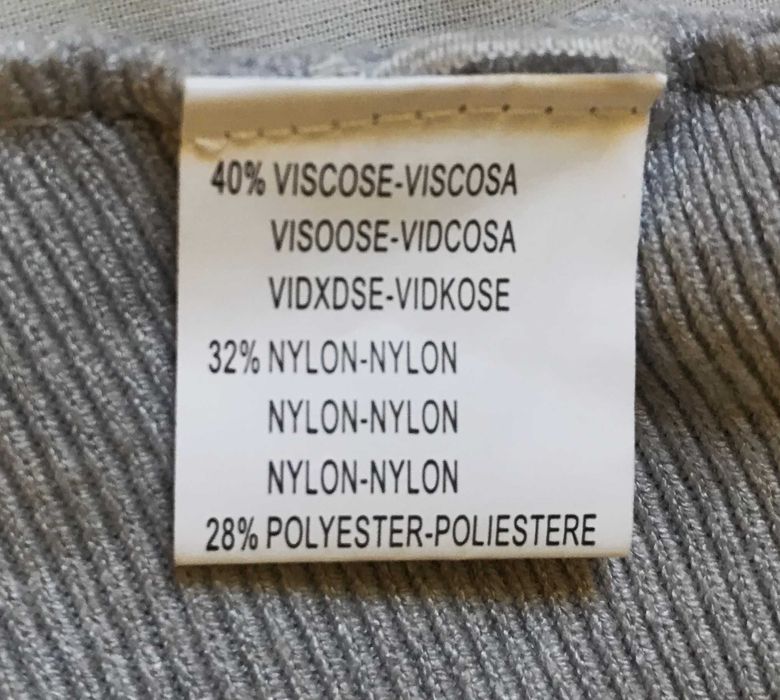 40% VISCOSE-VISCOSA
VISOOSE-VIDCOSA
VIDXDSE-VIDKOSE
32% NYLON-NYLON
NYLON-NYLON
NYLON-NYLON
28% POLYESTER-POLIESTERE